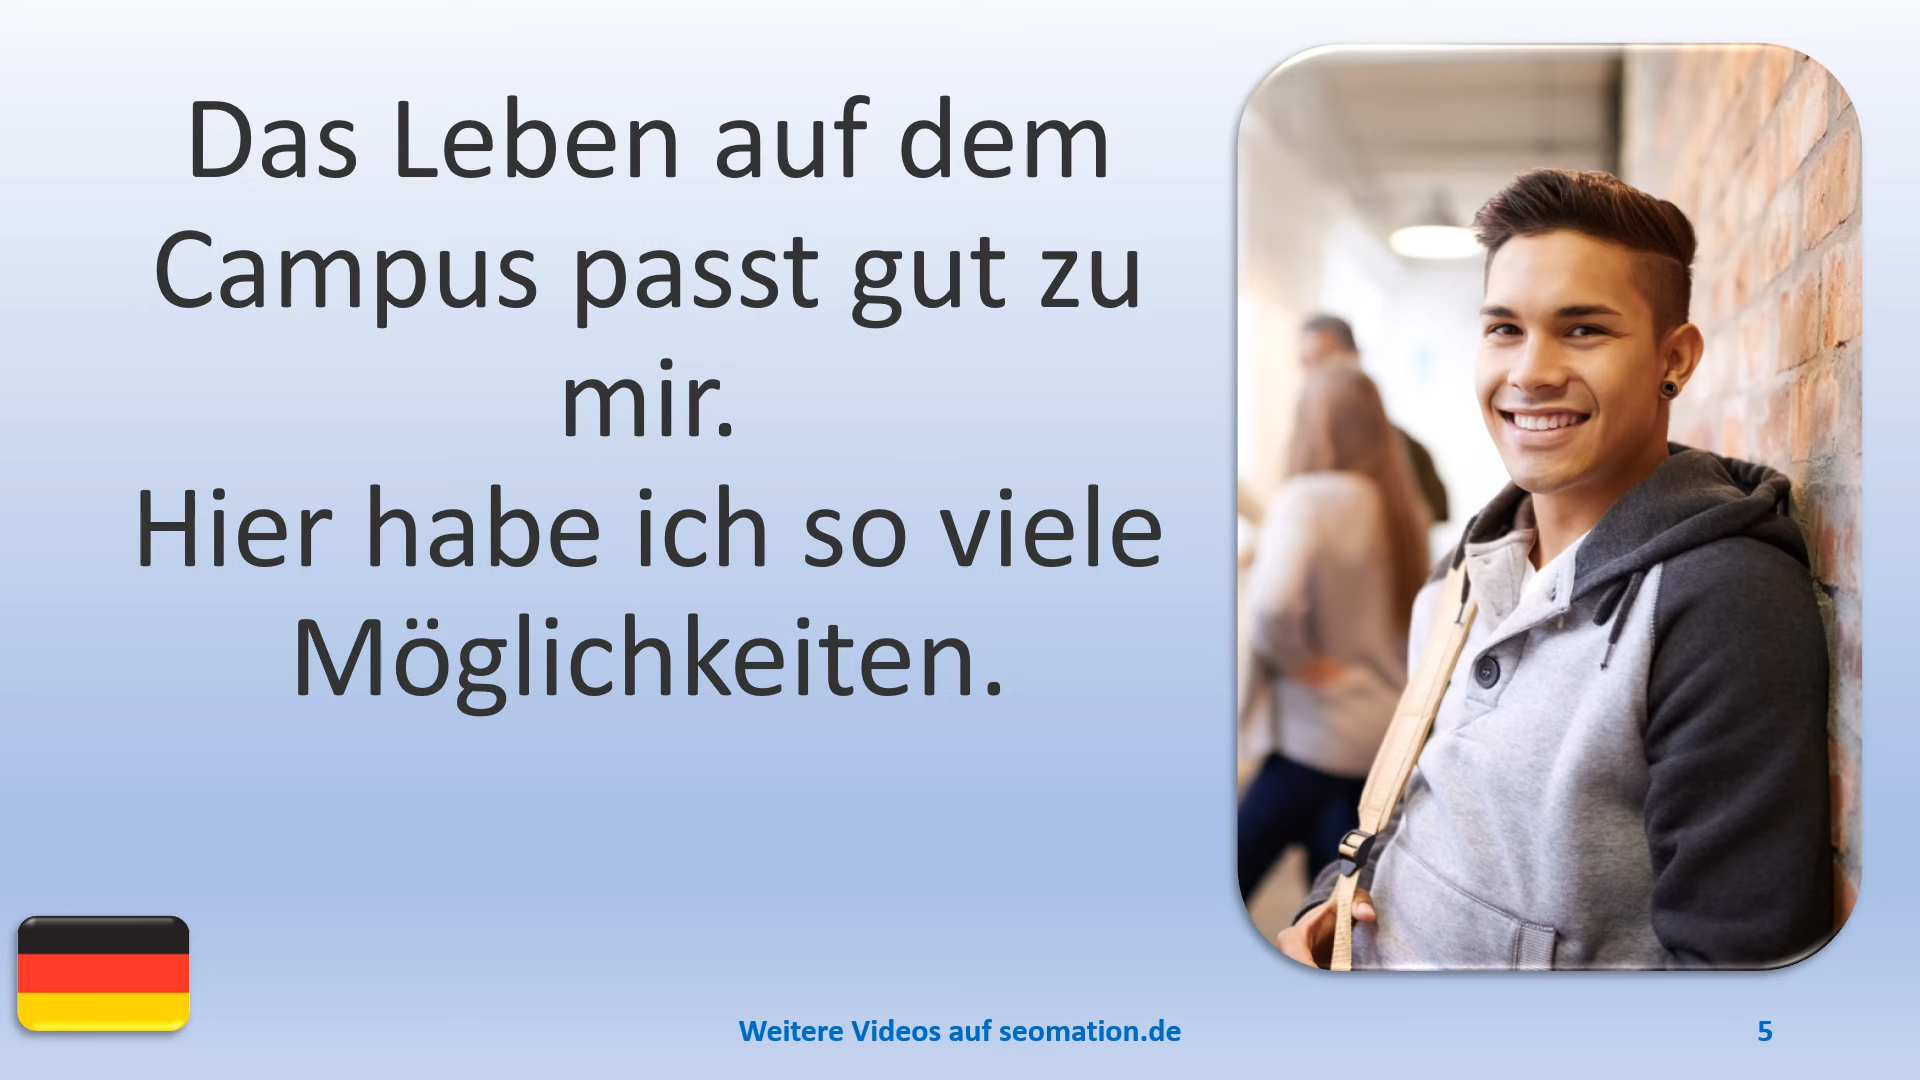 Das Leben auf dem
Campus passt gut zu
mir.
Hier habe ich so viele
Möglichkeiten.
Weitere Videos auf seomation.de
5